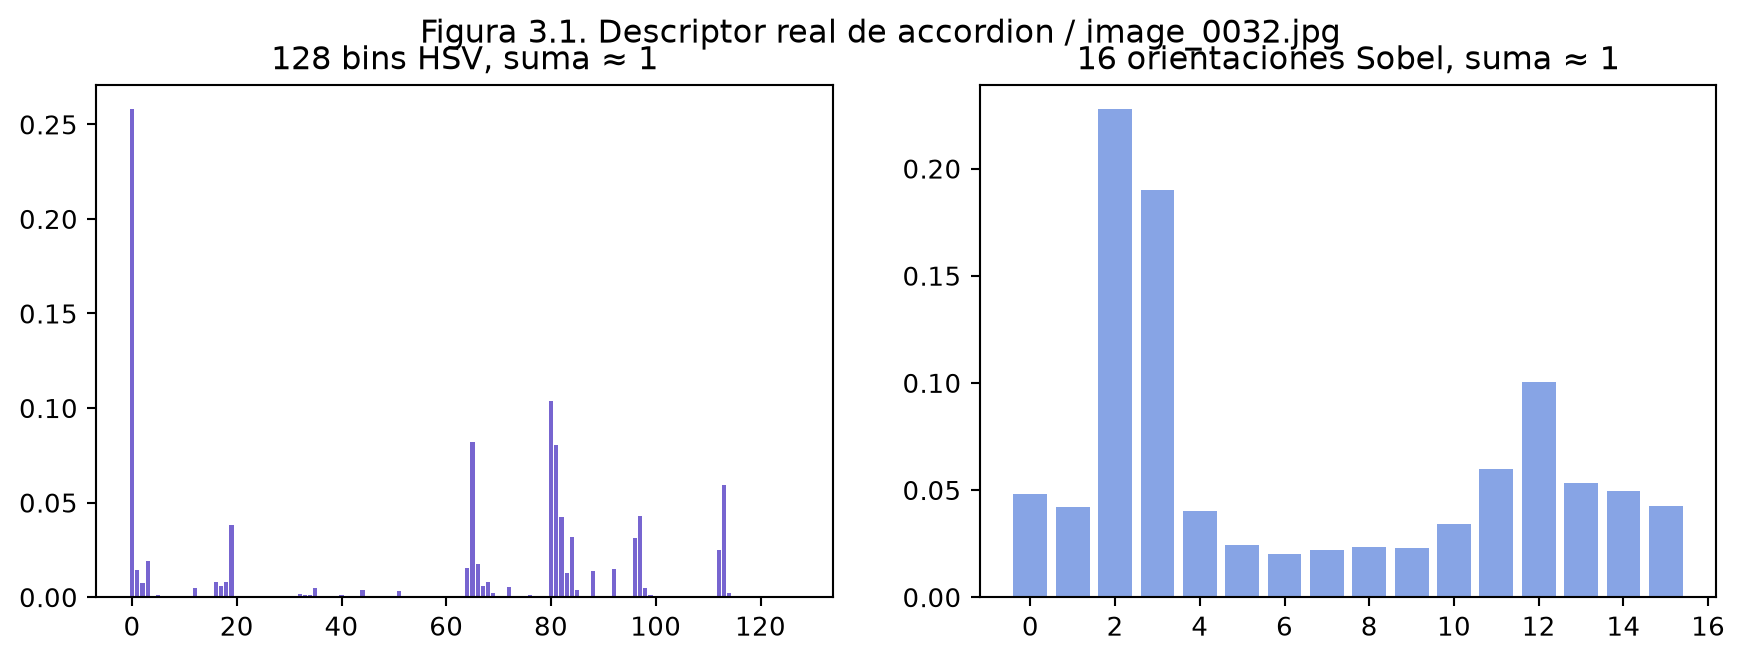 Figura 3.1. Descriptor real de accordion / image_0032.jpg
128 bins HSV, suma ≈ 1
0.25
0.20
0.15
0.10
0.05
0.00
0 20 40 60 80 100 120
16 orientaciones Sobel, suma ≈ 1
0.20
0.15
0.10
0.05
0.00
0 2 4 6 8 10 12 14 16